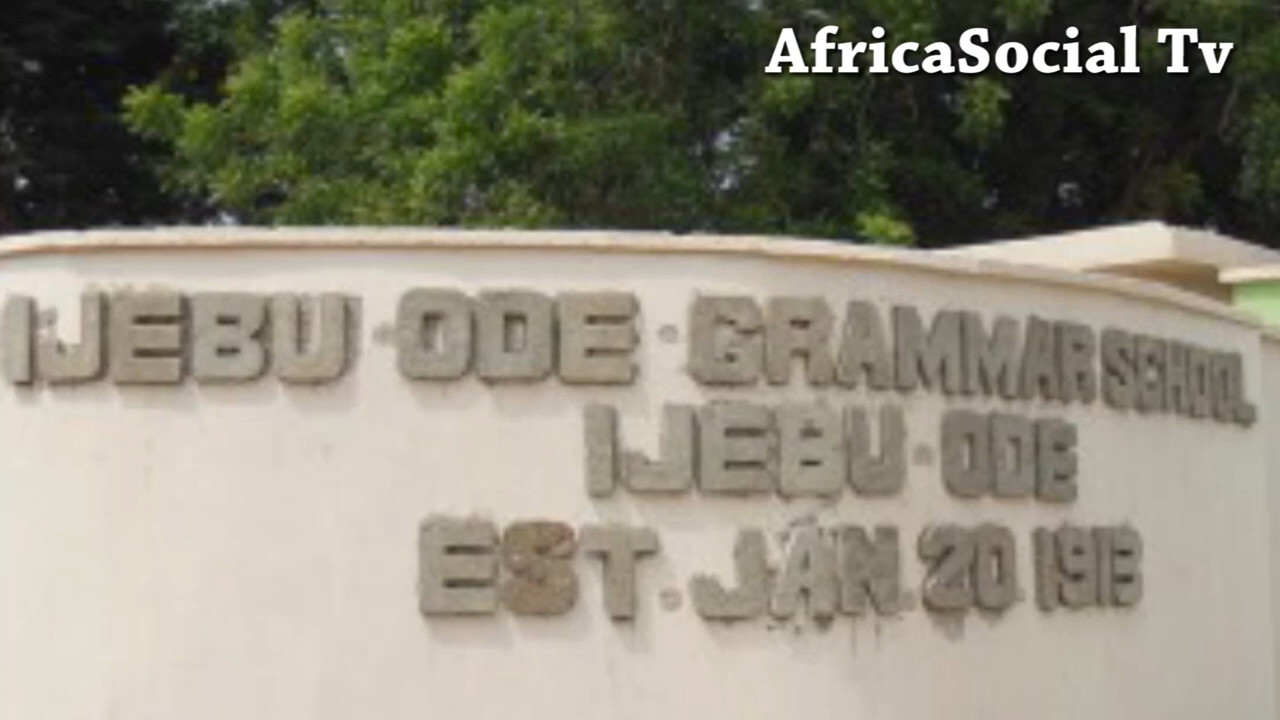 AfricaSocial Tv
IJEBU·ODE·GRAMMAR SCHOOL
IJEBU·ODE
EST. JAN. 20 1913